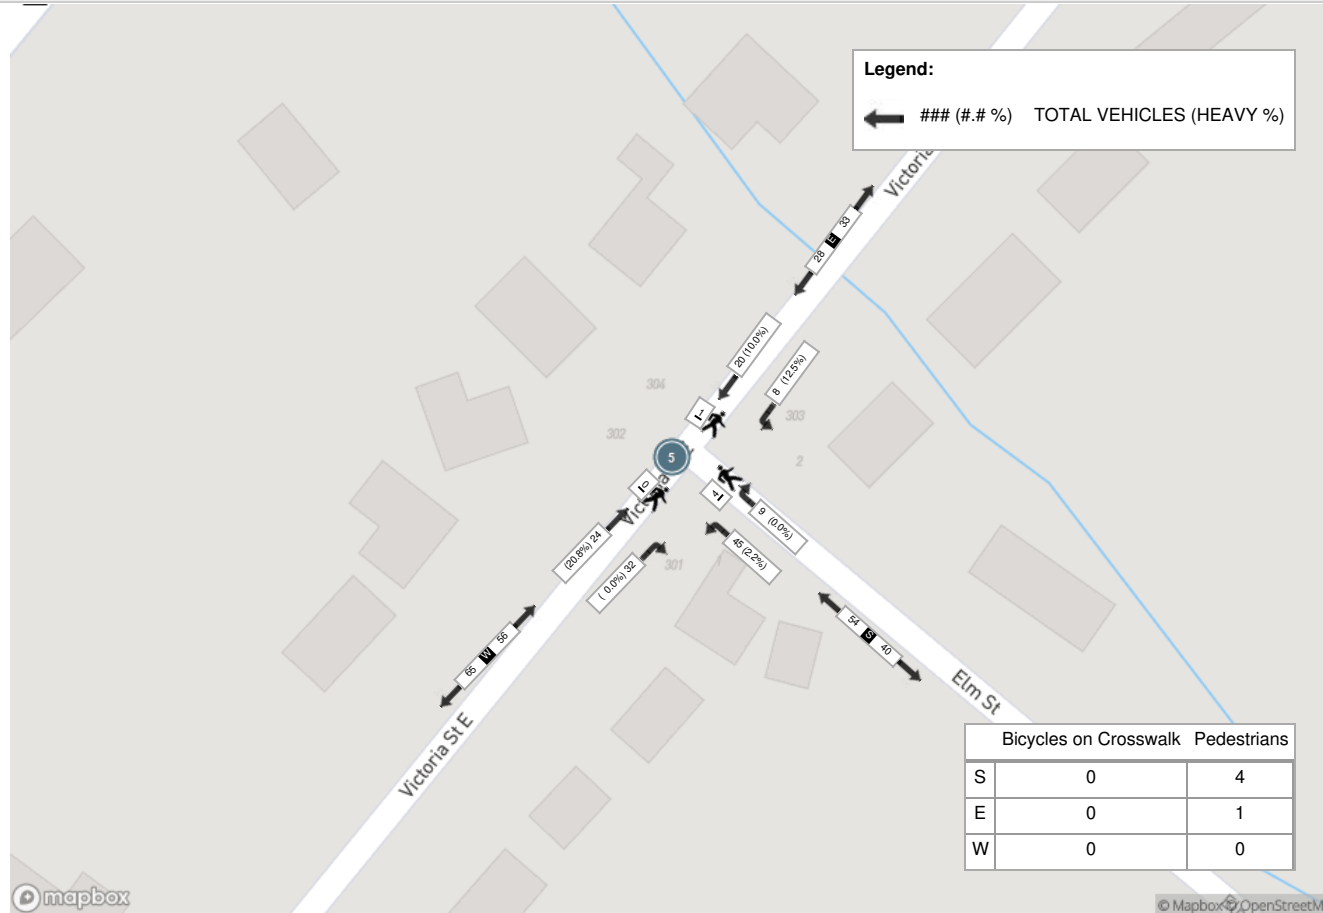 Legend:
### (#.# %) TOTAL VEHICLES (HEAVY %)
Victoria
28 E 33
20 (10.0%)
8 (12.5%)
304
303
302
1
5
2
0
4
9 (0.0%)
(20.8%) 24
45 (2.2%)
( 0.0%) 32
301
1
65 W 56
54 S 40
Elm St
Victoria St E
Bicycles on Crosswalk Pedestrians
S 0 4
E 0 1
W 0 0
mapbox
© Mapbox © OpenStreetM